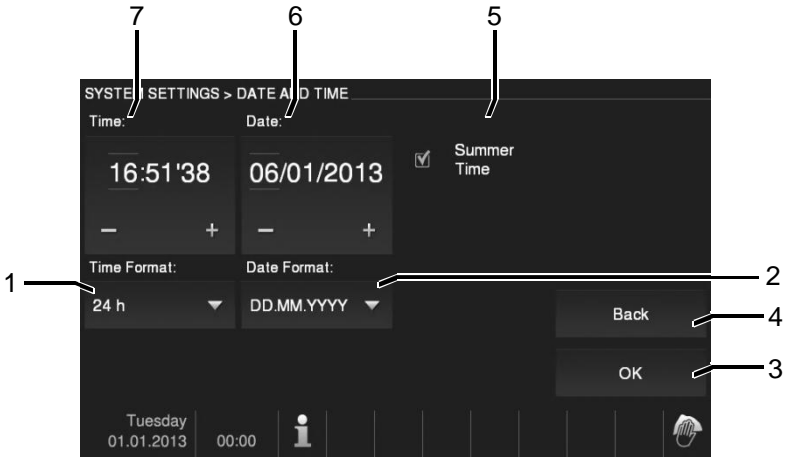 7 6 5
SYSTEM SETTINGS > DATE AND TIME
Time: Date:
16:51'38 06/01/2013 Summer
Time
– + – +
Time Format: Date Format:
1 2
24 h DD.MM.YYYY Back 4
OK 3
Tuesday
01.01.2013 00:00 i